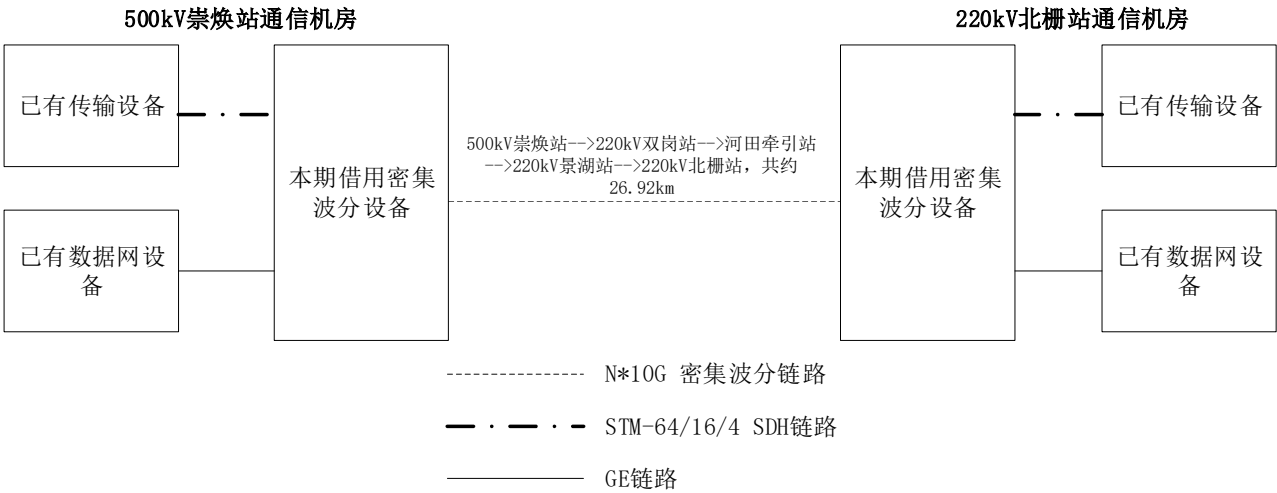 500kV崇焕站通信机房
220kV北栅站通信机房
已有传输设备
本期借用密集
波分设备
已有数据网设
备
500kV崇焕站-->220kV双岗站-->河田牵引站
-->220kV景湖站-->220kV北栅站，共约
26.92km
本期借用密集
波分设备
已有传输设备
已有数据网设
备
N*10G 密集波分链路
STM-64/16/4 SDH链路
GE链路